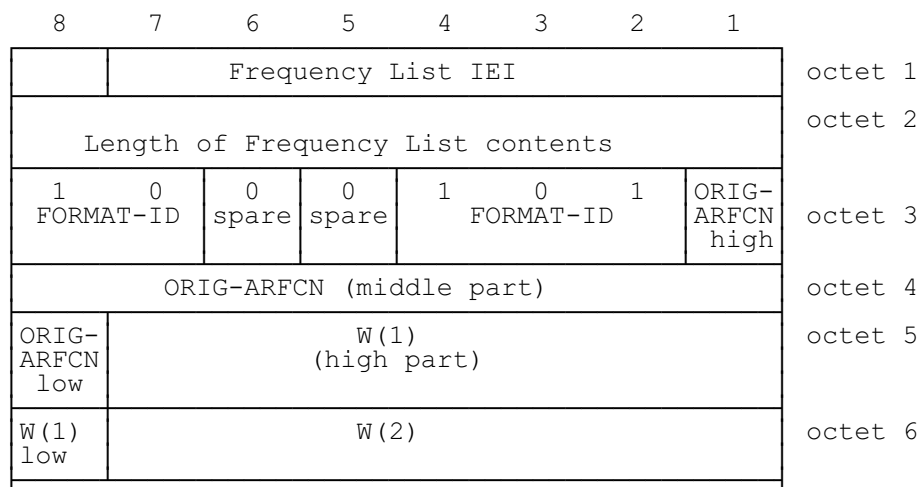 8 7 6 5 4 3 2 1
Frequency List IEI octet 1
octet 2
Length of Frequency List contents
1 0 0 0 1 0 1 ORIG-
FORMAT-ID spare spare FORMAT-ID ARFCN octet 3
high
ORIG-ARFCN (middle part) octet 4
ORIG- W(1) octet 5
ARFCN (high part)
low
W(1) W(2) octet 6
low